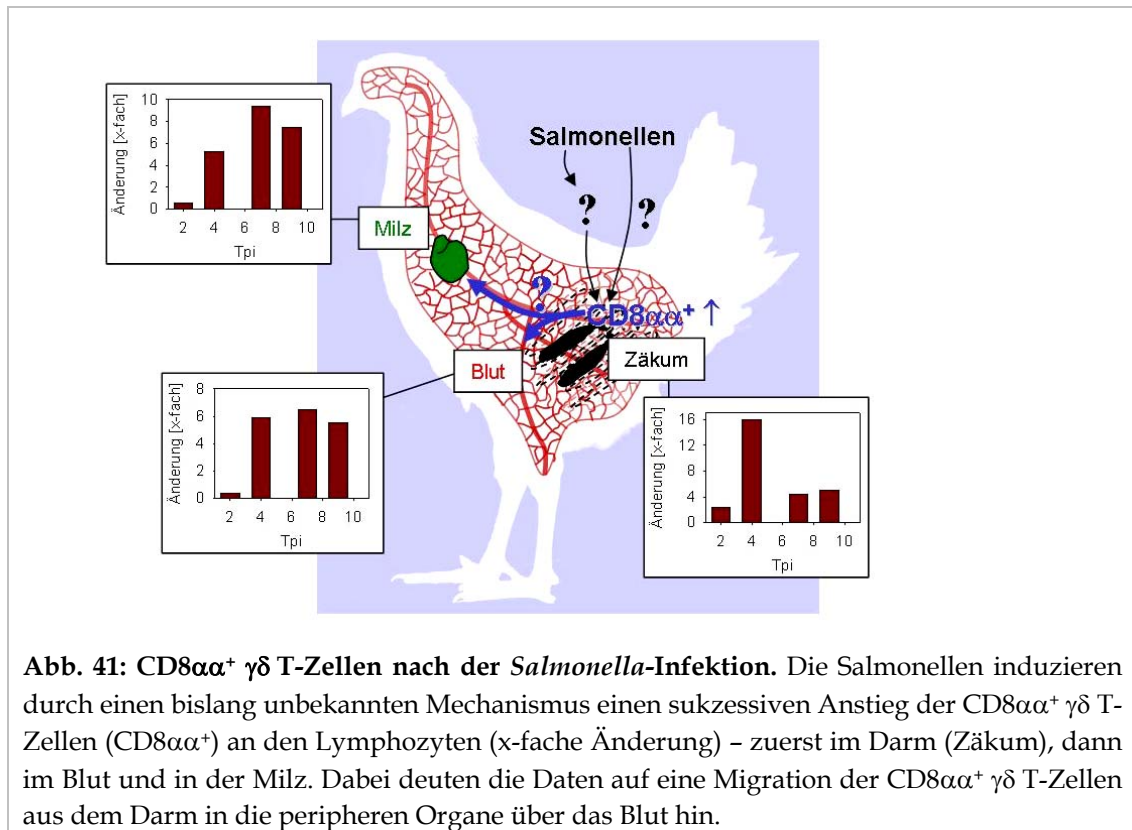 Änderung [x-fach]
10
8
6
4
2
0
2 4 6 8 10
Tpi
Salmonellen
?
?
Milz
?
CD8αα⁺ ↑
Blut
Zäkum
Änderung [x-fach]
8
6
4
2
0
2 4 6 8 10
Tpi
Änderung [x-fach]
16
12
8
4
0
2 4 6 8 10
Tpi
Abb. 41: CD8αα⁺ γδ T-Zellen nach der Salmonella-Infektion. Die Salmonellen induzieren
durch einen bislang unbekannten Mechanismus einen sukzessiven Anstieg der CD8αα⁺ γδ T-
Zellen (CD8αα⁺) an den Lymphozyten (x-fache Änderung) – zuerst im Darm (Zäkum), dann
im Blut und in der Milz. Dabei deuten die Daten auf eine Migration der CD8αα⁺ γδ T-Zellen
aus dem Darm in die peripheren Organe über das Blut hin.